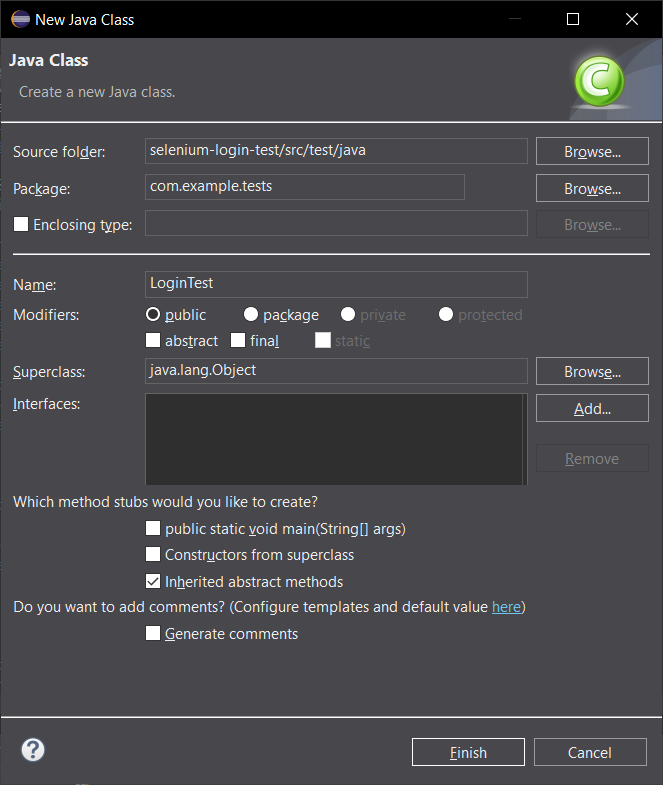 New Java Class
Java Class
Create a new Java class.
Source folder: selenium-login-test/src/test/java Browse...
Package: com.example.tests Browse...
Enclosing type: Browse...
Name: LoginTest
Modifiers: public package private protected
abstract final static
Superclass: java.lang.Object Browse...
Interfaces: Add...
Remove
Which method stubs would you like to create?
public static void main(String[] args)
Constructors from superclass
Inherited abstract methods
Do you want to add comments? (Configure templates and default value here)
Generate comments
? Finish Cancel